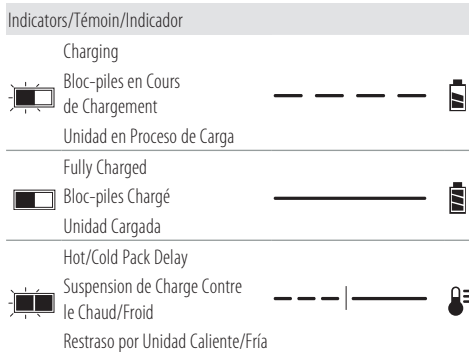 Indicators/Témoin/Indicador
Charging
Bloc-piles en Cours
de Chargement
Unidad en Proceso de Carga
Fully Charged
Bloc-piles Chargé
Unidad Cargada
Hot/Cold Pack Delay
Suspension de Charge Contre
le Chaud/Froid
Restraso por Unidad Caliente/Fría